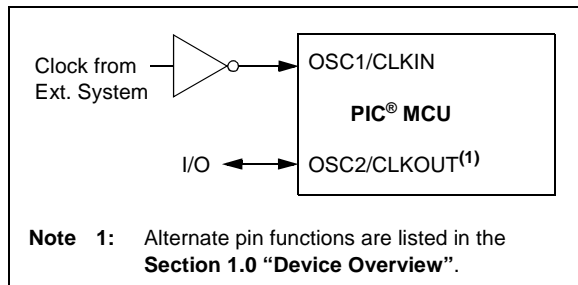 Clock from
Ext. System
OSC1/CLKIN
PIC® MCU
I/O
OSC2/CLKOUT(1)
Note 1: Alternate pin functions are listed in the
Section 1.0 “Device Overview”.